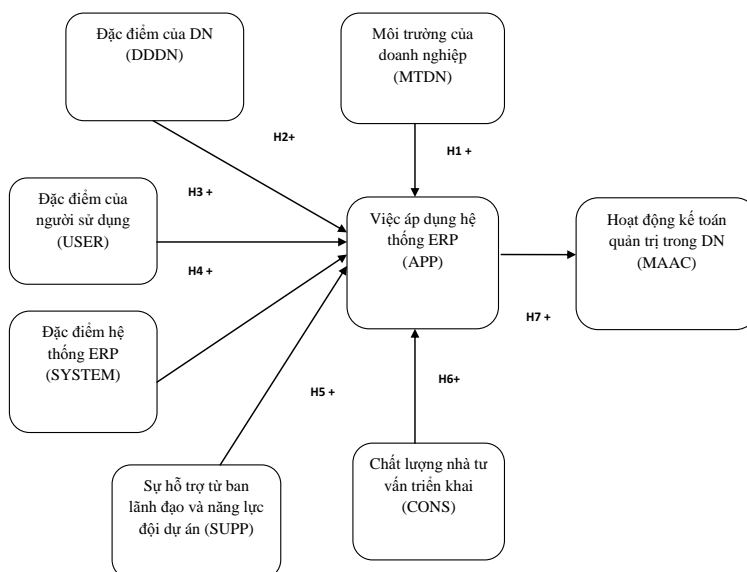 Đặc điểm của DN
(DDDN)
Môi trường của
doanh nghiệp
(MTDN)
H2+
H1 +
H3 +
Đặc điểm của
người sử dụng
(USER)
Việc áp dụng hệ
thống ERP
(APP)
Hoạt động kế toán
quản trị trong DN
(MAAC)
H4 +
H7 +
Đặc điểm hệ
thống ERP
(SYSTEM)
H5 +
H6+
Sự hỗ trợ từ ban
lãnh đạo và năng lực
đội dự án (SUPP)
Chất lượng nhà tư
vấn triển khai
(CONS)